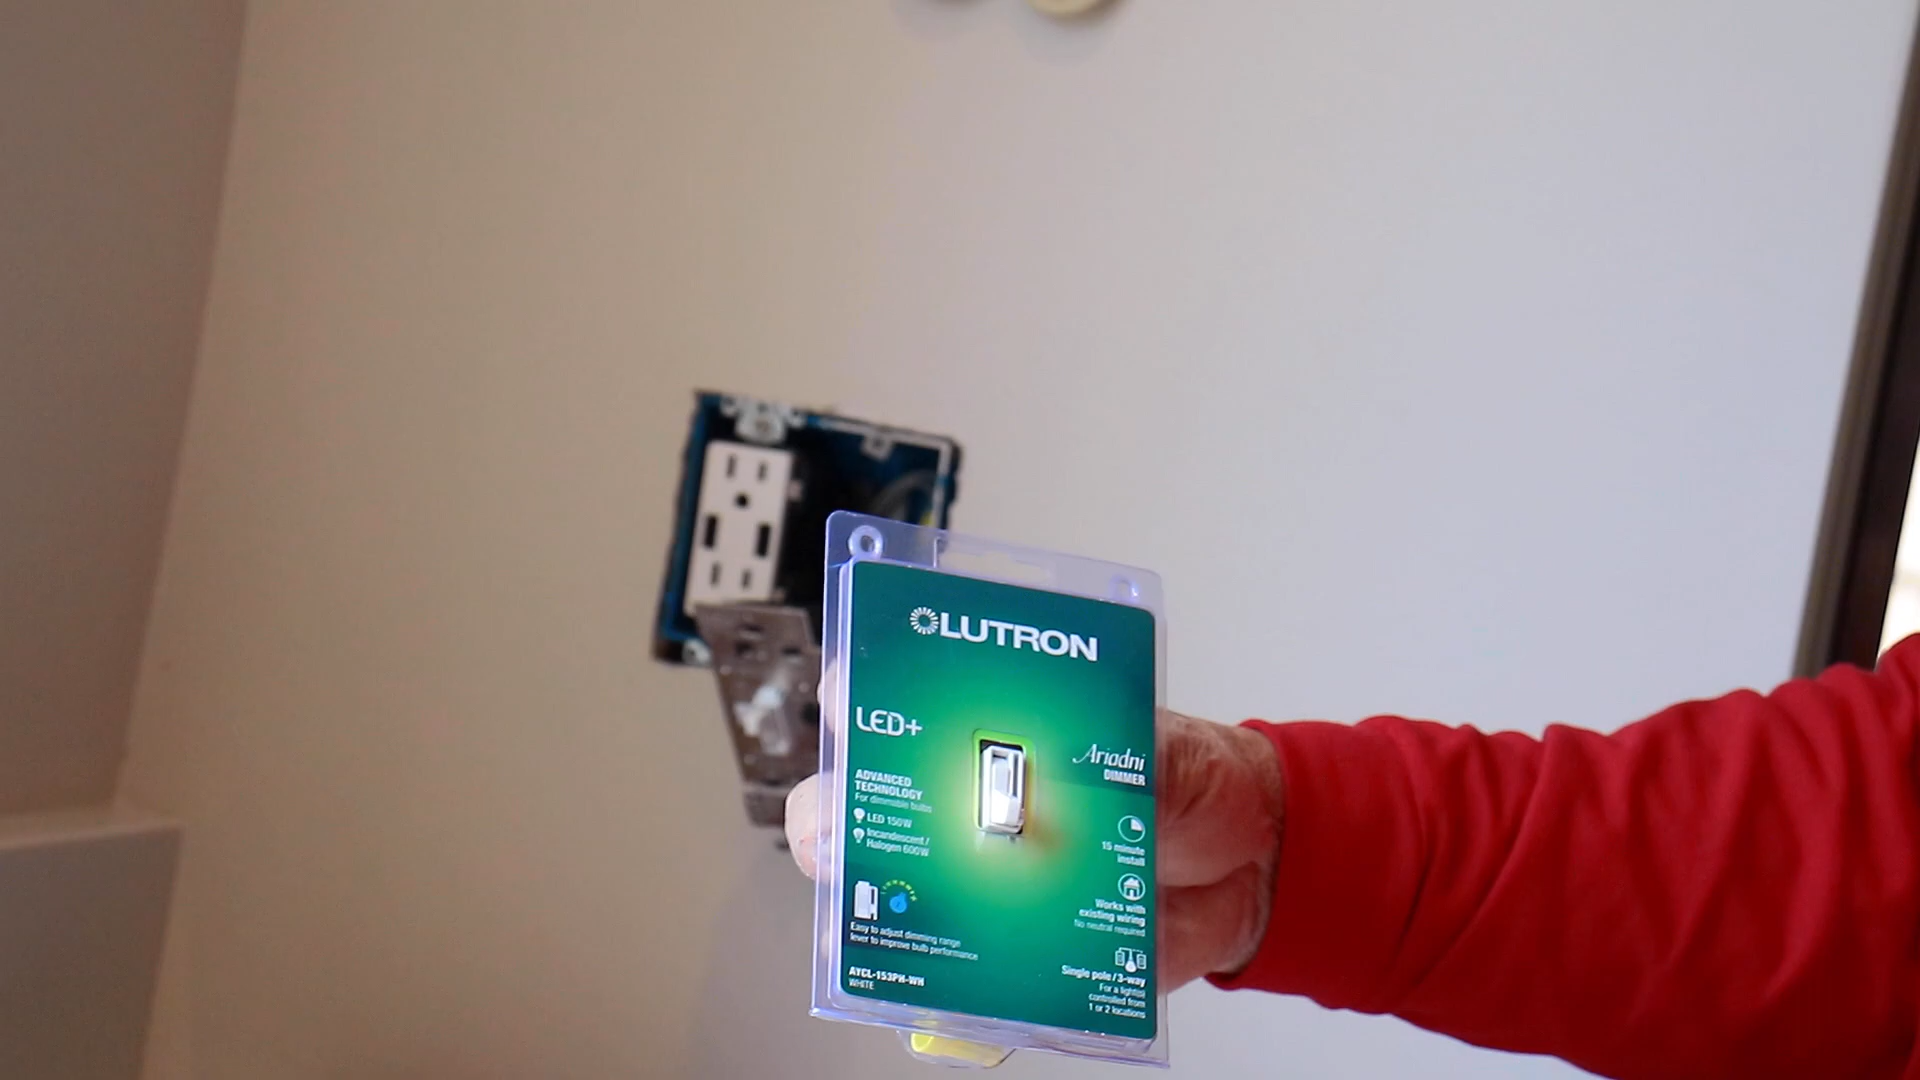 LUTRON
LED+
Ariadni
DIMMER
ADVANCED
TECHNOLOGY
For dimmable bulbs
LED 150W
Incandescent /
Halogen 600W
15 minute
install
Works with
existing wiring
No neutral required
Easy to adjust dimming range
lever to improve bulb performance
Single pole / 3-way
For a light(s)
controlled from
1 or 2 locations
AYCL-153PH-WH
WHITE